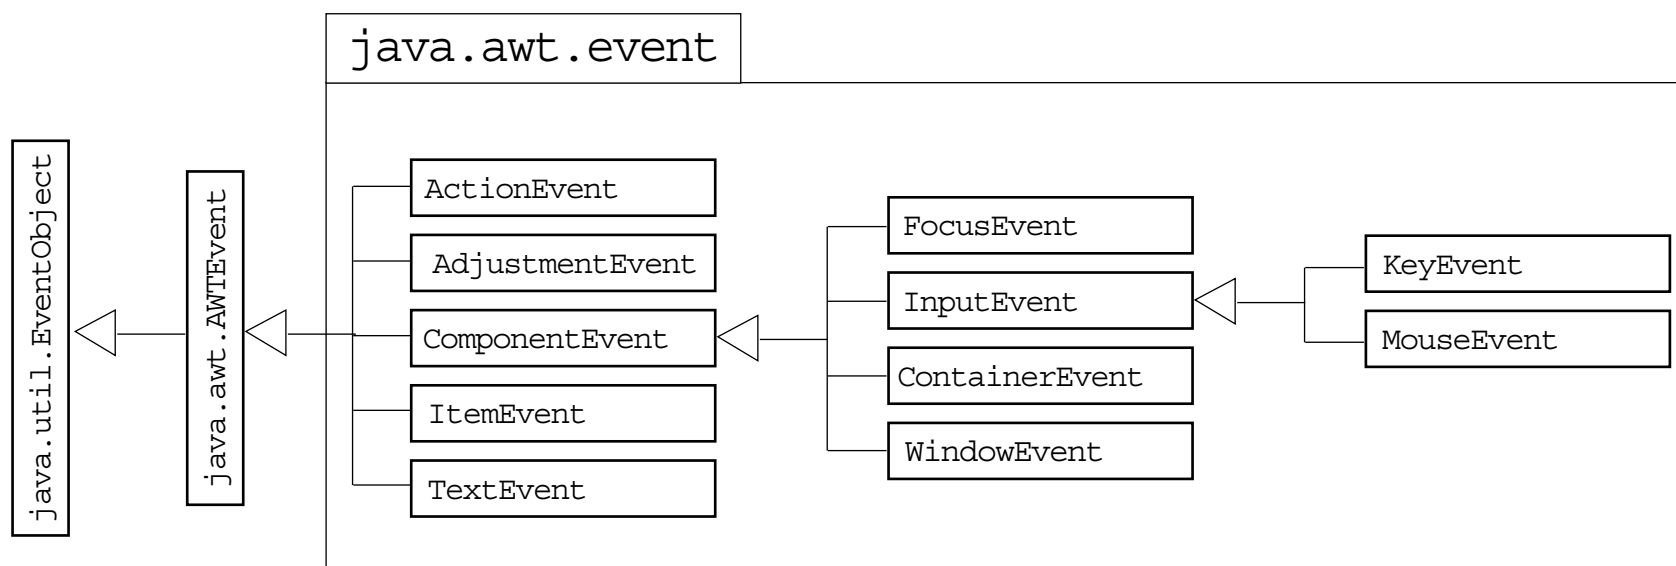 java.awt.event
java.util.EventObject
java.awt.AWTEvent
ActionEvent
AdjustmentEvent
ComponentEvent
ItemEvent
TextEvent
FocusEvent
InputEvent
ContainerEvent
WindowEvent
KeyEvent
MouseEvent